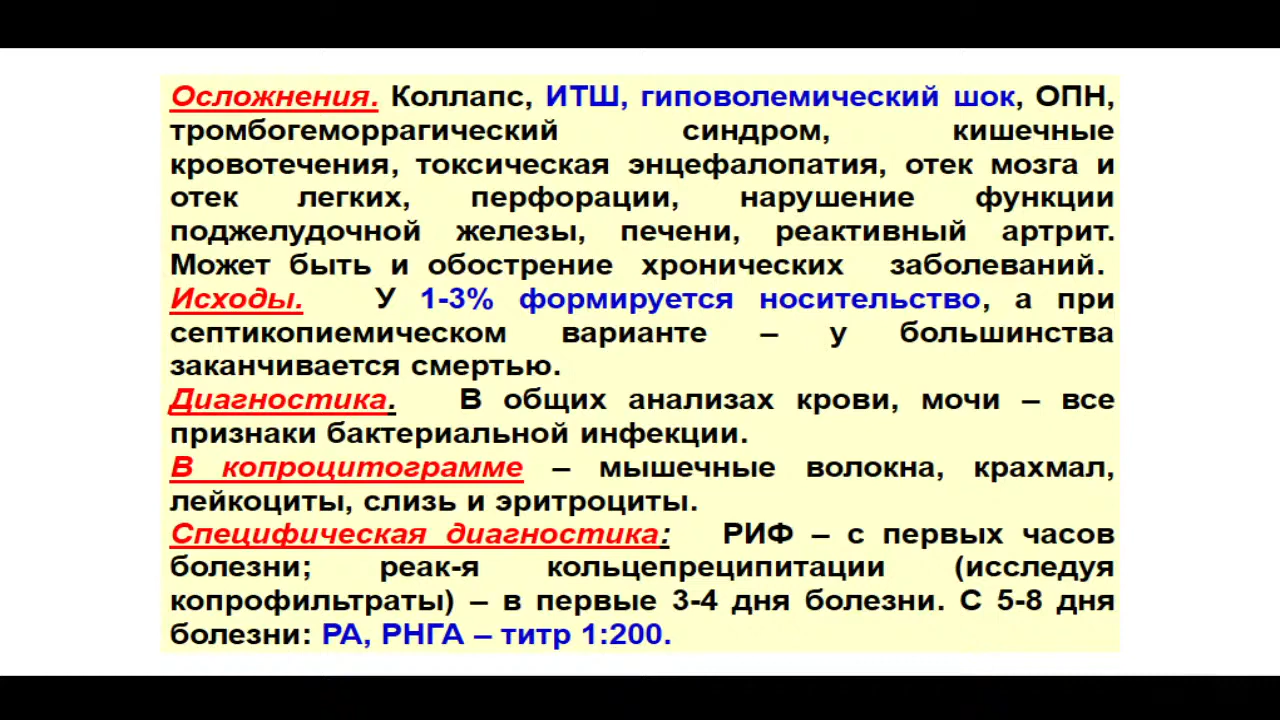 Осложнения. Коллапс, ИТШ, гиповолемический шок, ОПН,
тромбогеморрагический синдром, кишечные
кровотечения, токсическая энцефалопатия, отек мозга и
отек легких, перфорации, нарушение функции
поджелудочной железы, печени, реактивный артрит.
Может быть и обострение хронических заболеваний.
Исходы. У 1-3% формируется носительство, а при
септикопиемическом варианте – у большинства
заканчивается смертью.
Диагностика. В общих анализах крови, мочи – все
признаки бактериальной инфекции.
В копроцитограмме – мышечные волокна, крахмал,
лейкоциты, слизь и эритроциты.
Специфическая диагностика: РИФ – с первых часов
болезни; реак-я кольцепреципитации (исследуя
копрофильтраты) – в первые 3-4 дня болезни. С 5-8 дня
болезни: РА, РНГА – титр 1:200.